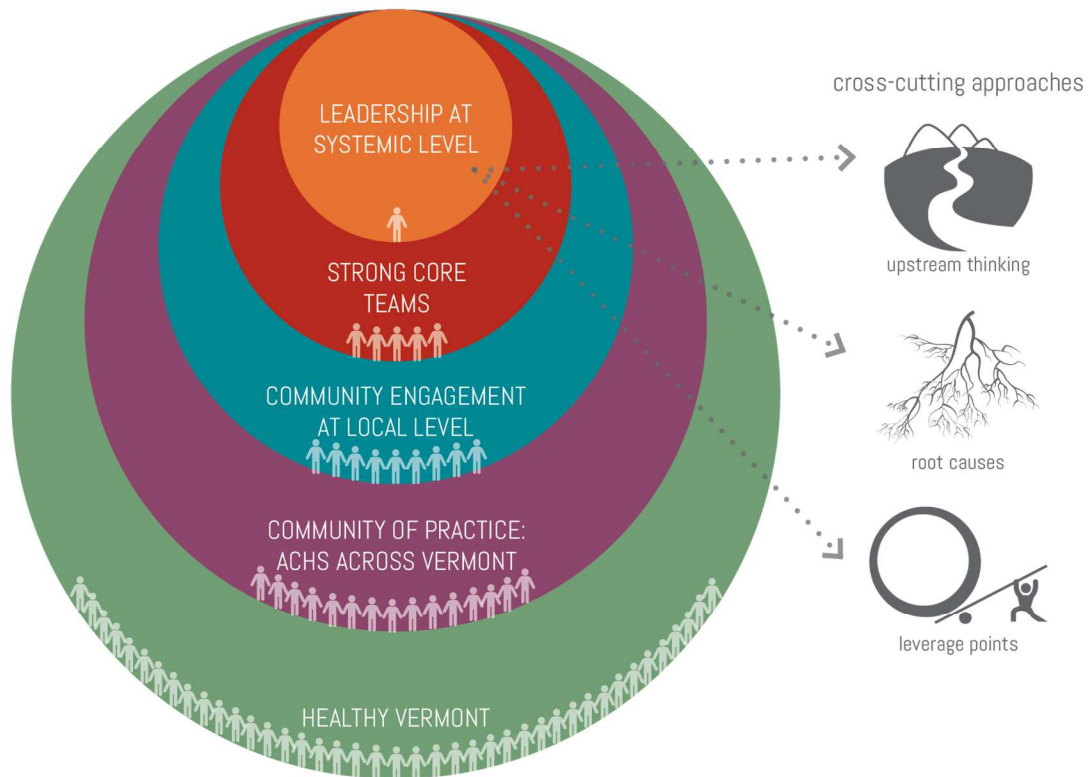 LEADERSHIP AT
SYSTEMIC LEVEL
STRONG CORE
TEAMS
COMMUNITY ENGAGEMENT
AT LOCAL LEVEL
COMMUNITY OF PRACTICE:
ACHS ACROSS VERMONT
HEALTHY VERMONT
cross-cutting approaches
upstream thinking
root causes
leverage points